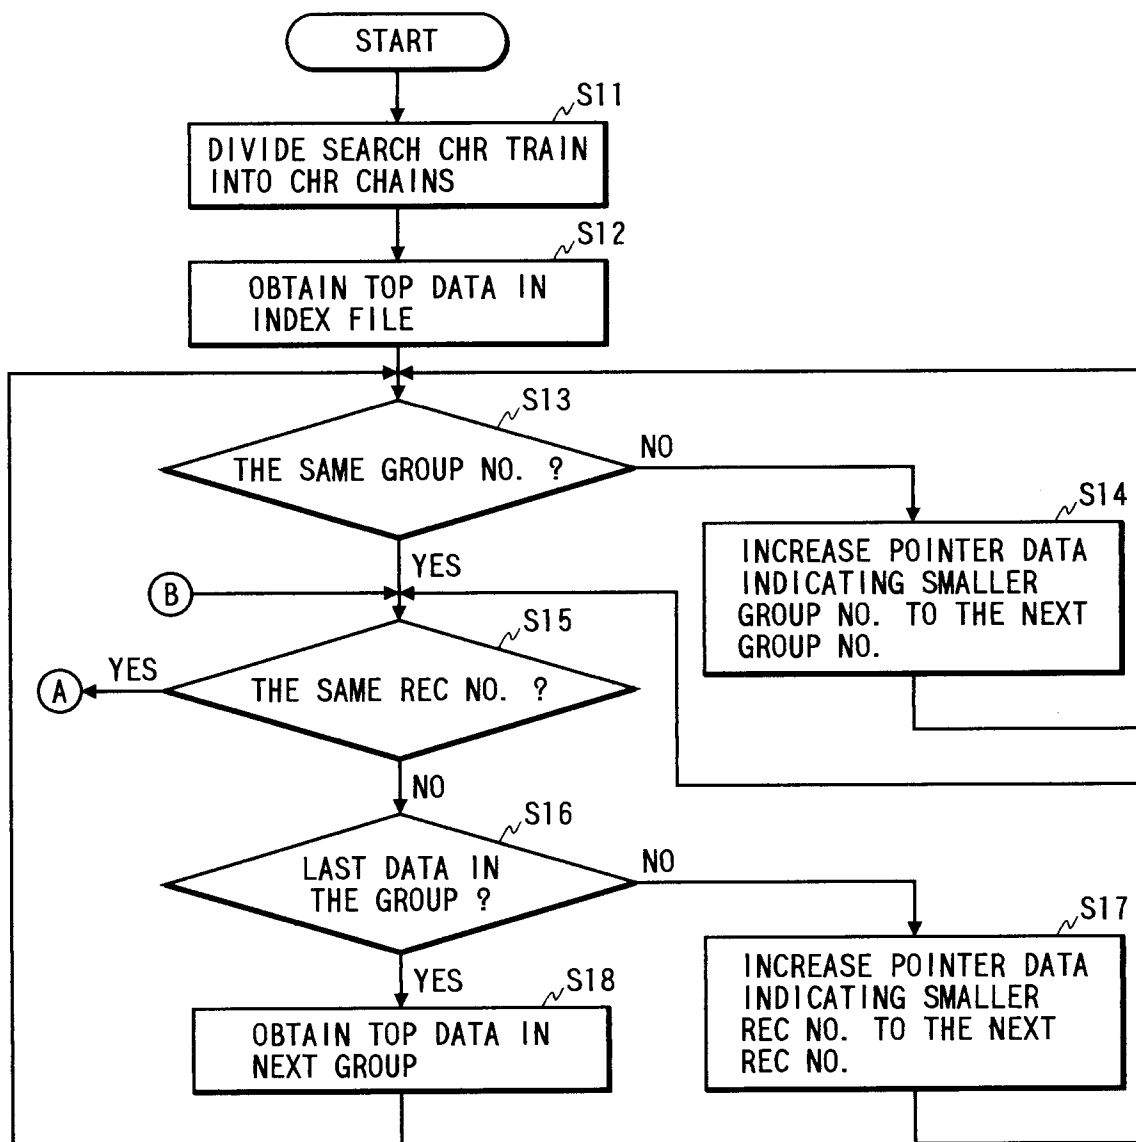 START
S11
DIVIDE SEARCH CHR TRAIN
INTO CHR CHAINS
S12
OBTAIN TOP DATA IN
INDEX FILE
S13
THE SAME GROUP NO. ?
NO
S14
INCREASE POINTER DATA
INDICATING SMALLER
GROUP NO. TO THE NEXT
GROUP NO.
YES
B
S15
THE SAME REC NO. ?
YES
A
NO
S16
LAST DATA IN
THE GROUP ?
NO
S17
INCREASE POINTER DATA
INDICATING SMALLER
REC NO. TO THE NEXT
REC NO.
YES
S18
OBTAIN TOP DATA IN
NEXT GROUP